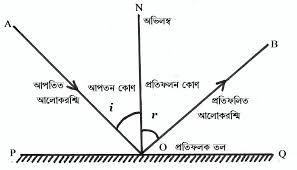 N
A
অভিলম্ব
B
আপতিত
আলোকরশ্মি
আপতন কোণ
প্রতিফলন কোণ
প্রতিফলিত
আলোকরশ্মি
i
r
P
O
প্রতিফলক তল
Q